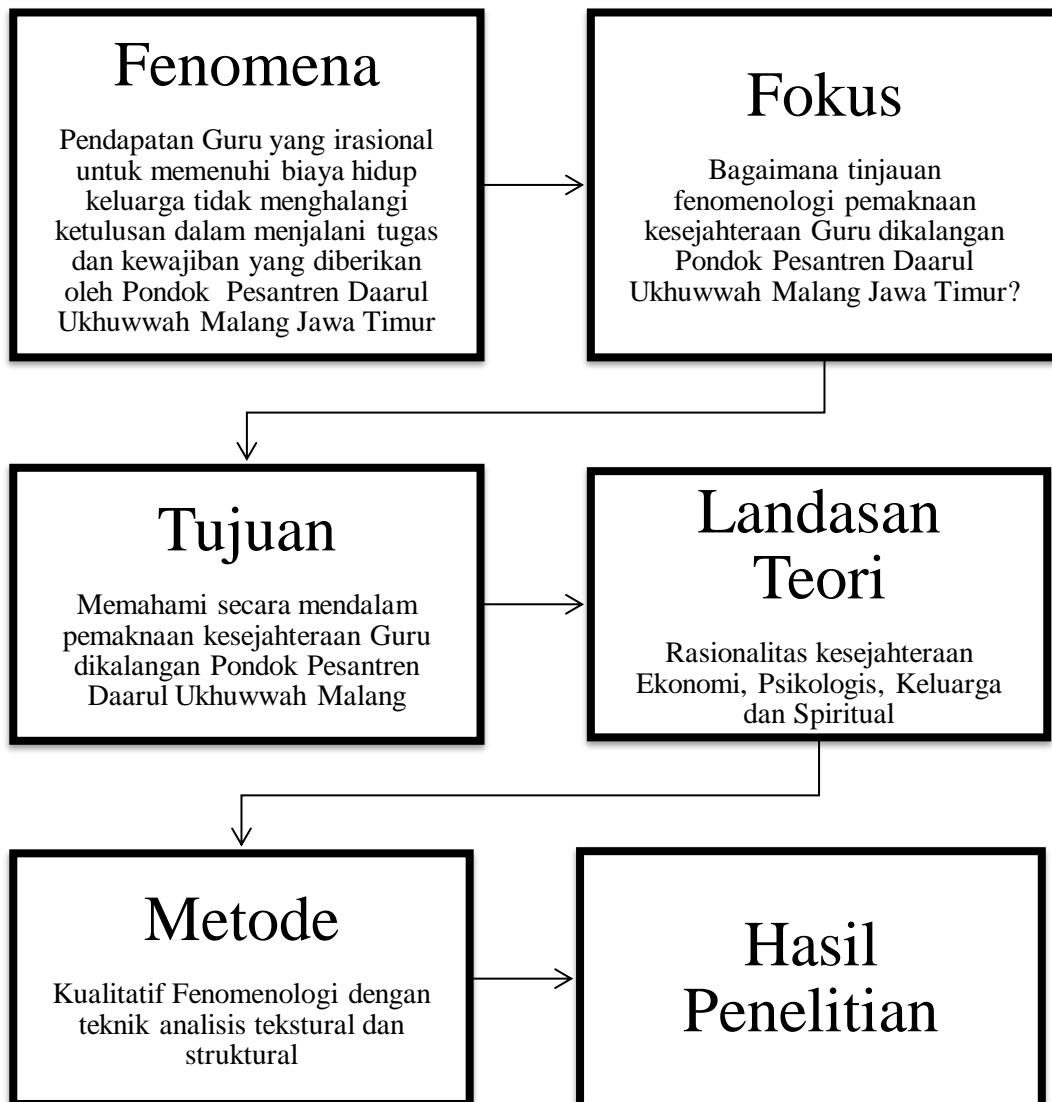 Fenomena
Pendapatan Guru yang irasional
untuk memenuhi biaya hidup
keluarga tidak menghalangi
ketulusan dalam menjalani tugas
dan kewajiban yang diberikan
oleh Pondok Pesantren Daarul
Ukhuwwah Malang Jawa Timur
Fokus
Bagaimana tinjauan
fenomenologi pemaknaan
kesejahteraan Guru dikalangan
Pondok Pesantren Daarul
Ukhuwwah Malang Jawa Timur?
Tujuan
Memahami secara mendalam
pemaknaan kesejahteraan Guru
dikalangan Pondok Pesantren
Daarul Ukhuwwah Malang
Landasan
Teori
Rasionalitas kesejahteraan
Ekonomi, Psikologis, Keluarga
dan Spiritual
Metode
Kualitatif Fenomenologi dengan
teknik analisis tekstural dan
struktural
Hasil
Penelitian